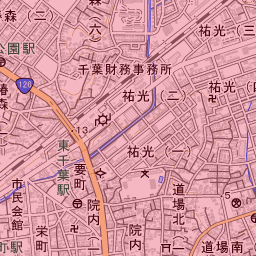 春森（二）
祐光（三）
公園駅
六
千葉財務事務所
祐光（四
126
椿森
祐光（二）
13
祐光（一）
東千葉駅
要町
道場北
市民会館
院内
栄町
院内
道場南（
町駅